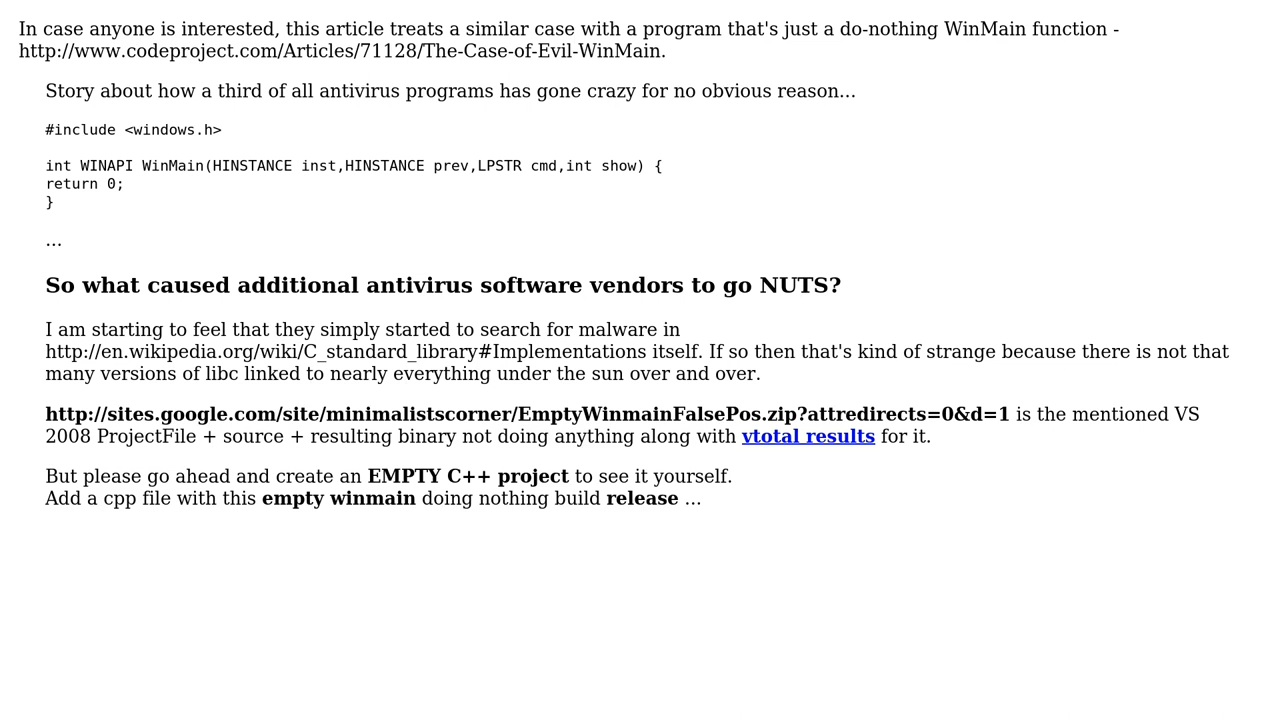 In case anyone is interested, this article treats a similar case with a program that's just a do-nothing WinMain function -
http://www.codeproject.com/Articles/71128/The-Case-of-Evil-WinMain.
Story about how a third of all antivirus programs has gone crazy for no obvious reason...
#include <windows.h>
int WINAPI WinMain(HINSTANCE inst,HINSTANCE prev,LPSTR cmd,int show) {
return 0;
}
...
So what caused additional antivirus software vendors to go NUTS?
I am starting to feel that they simply started to search for malware in
http://en.wikipedia.org/wiki/C_standard_library#Implementations itself. If so then that's kind of strange because there is not that
many versions of libc linked to nearly everything under the sun over and over.
http://sites.google.com/site/minimalistscorner/EmptyWinmainFalsePos.zip?attredirects=0&d=1 is the mentioned VS
2008 ProjectFile + source + resulting binary not doing anything along with vtotal results for it.
But please go ahead and create an EMPTY C++ project to see it yourself.
Add a cpp file with this empty winmain doing nothing build release ...